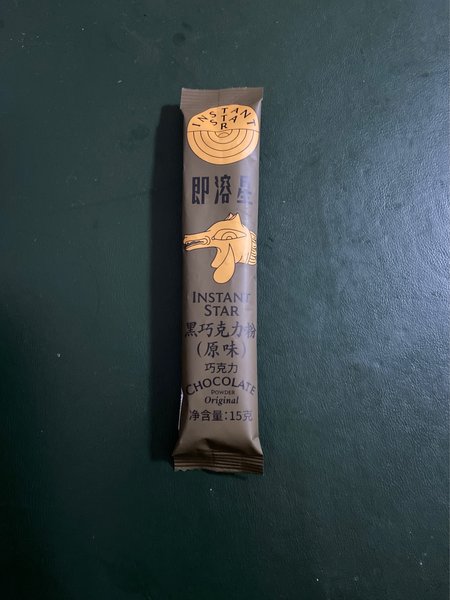 INSTANT
STAR
即溶星
INSTANT
STAR
黑巧克力粉
(原味)
巧克力
CHOCOLATE
POWDER
Original
净含量:15克